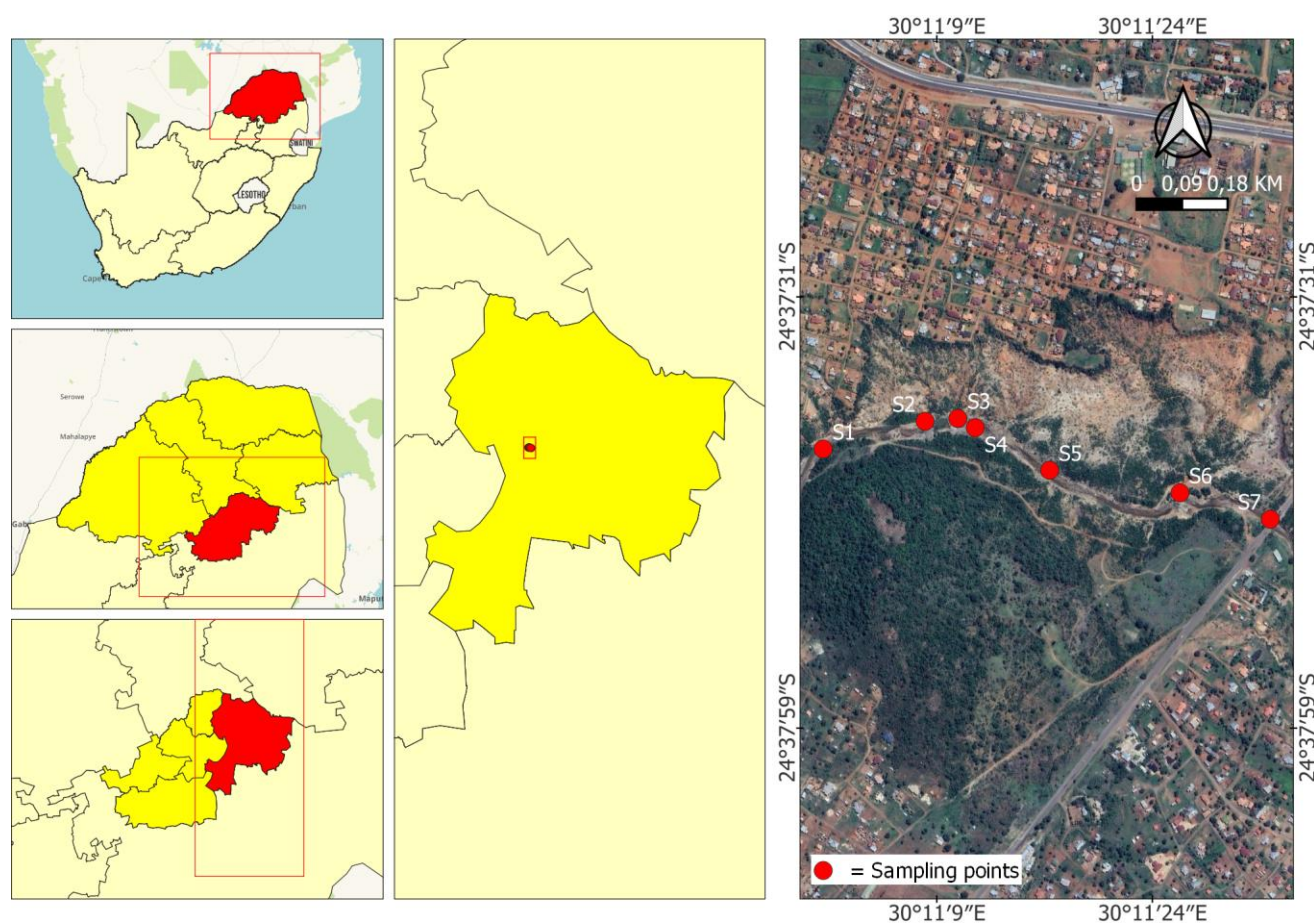 SWATINI
LESOTHO
ban
Cape
Serowe
Mahalapye
Gab
Maput
30°11′9″E
30°11′24″E
0 0,09 0,18 KM
24°37′31″S
24°37′31″S
S1
S2
S3
S4
S5
S6
S7
24°37′59″S
24°37′59″S
= Sampling points
30°11′9″E
30°11′24″E